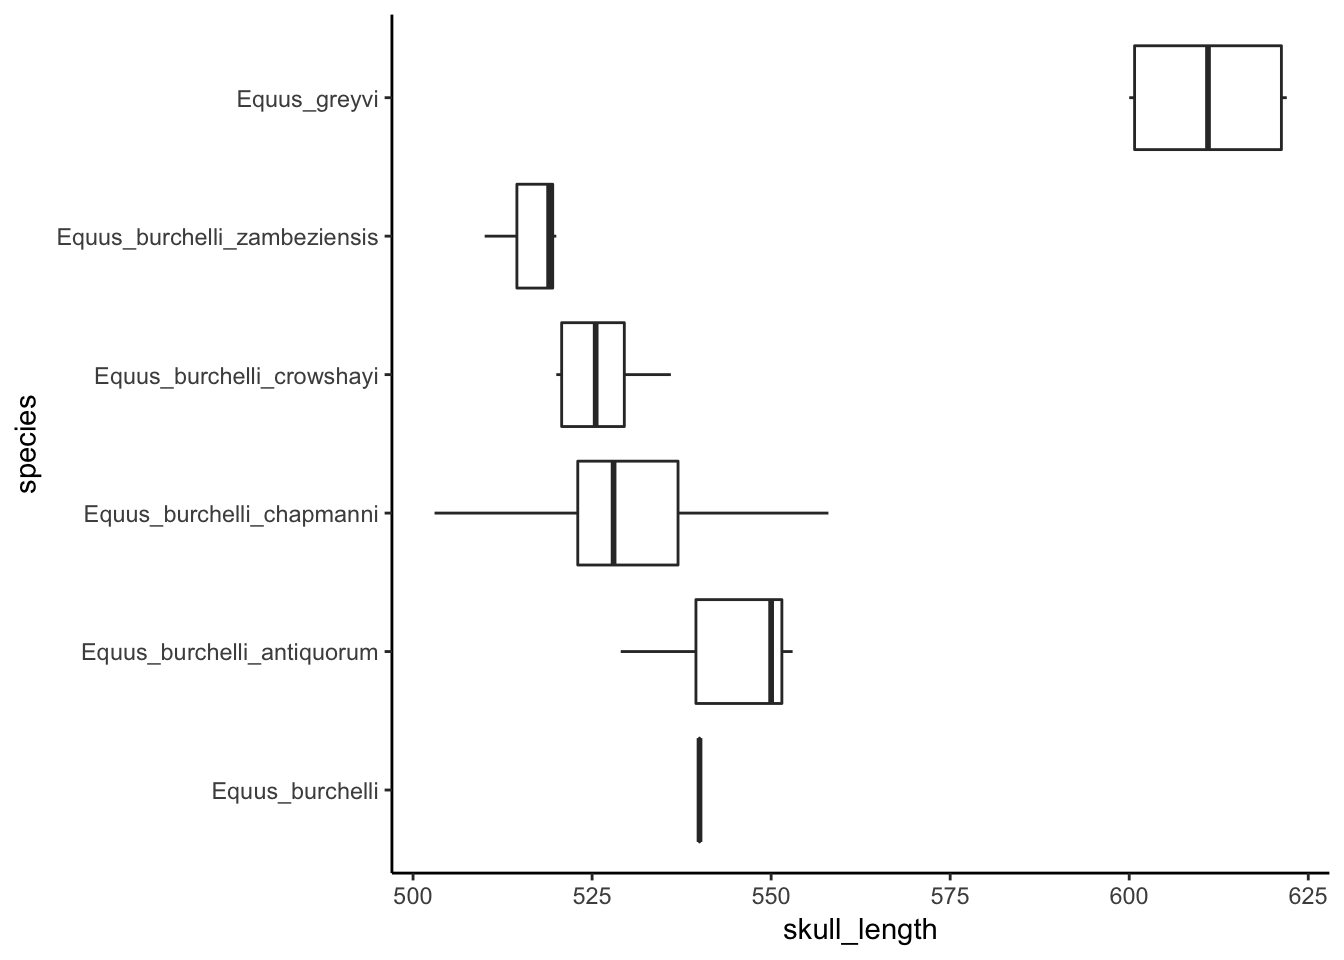 Equus_greyvi
Equus_burchelli_zambeziensis
Equus_burchelli_crowshayi
Equus_burchelli_chapmanni
Equus_burchelli_antiquorum
Equus_burchelli
species
500 525 550 575 600 625
skull_length